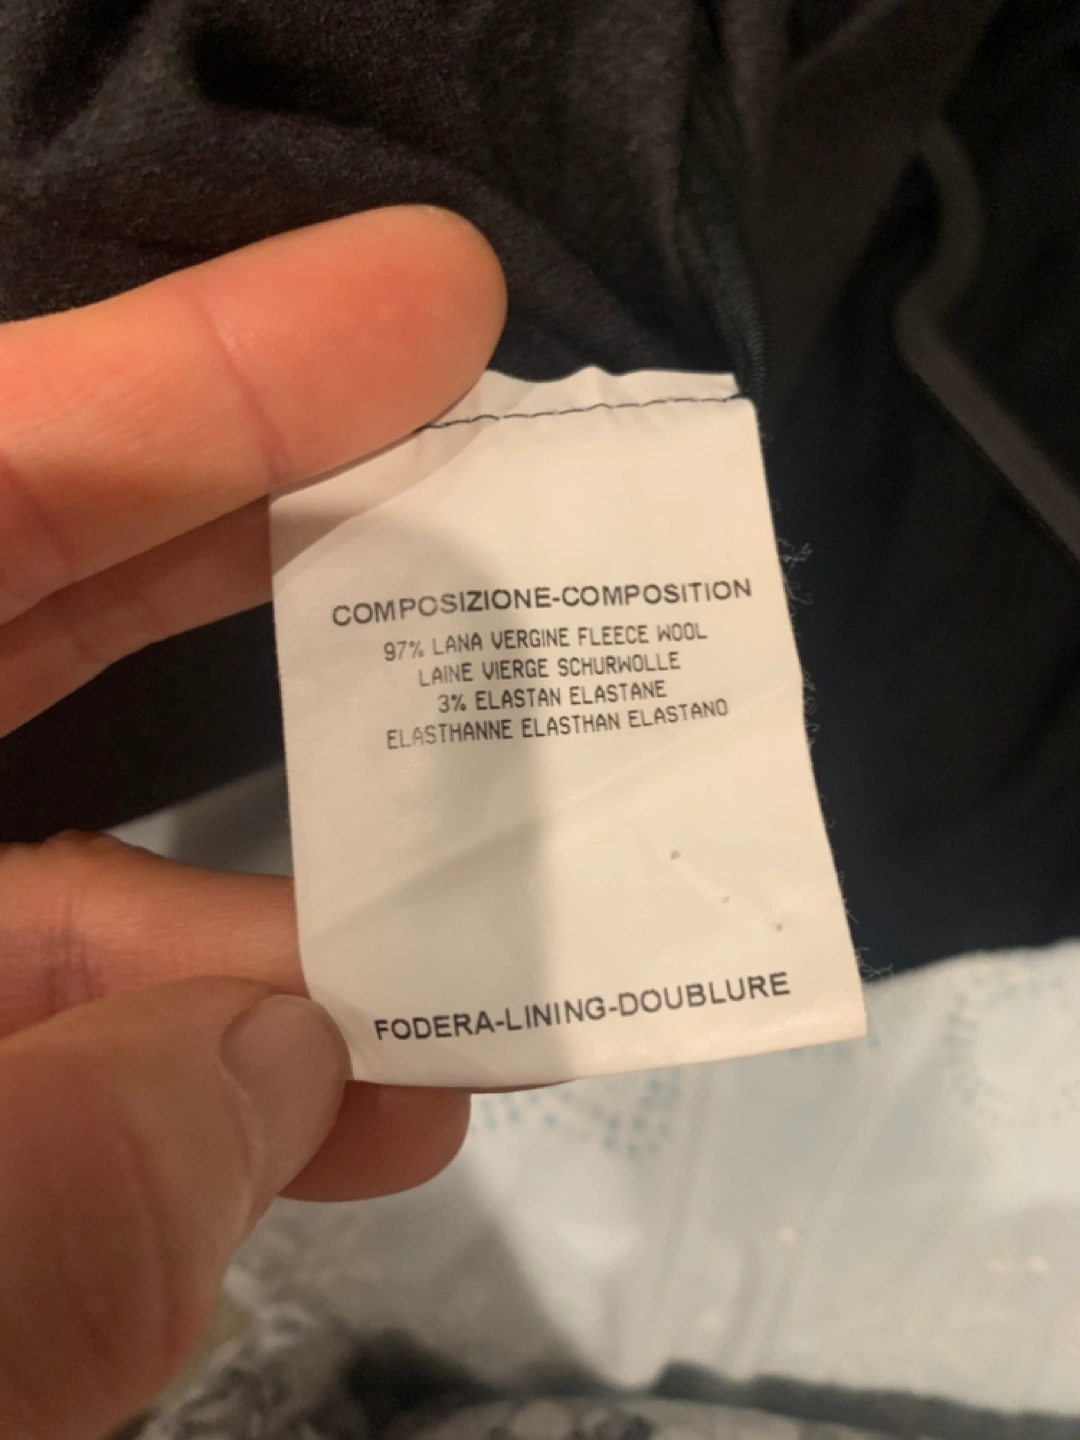 COMPOSIZIONE-COMPOSITION
97% LANA VERGINE FLEECE WOOL
LAINE VIERGE SCHURWOLLE
3% ELASTAN ELASTANE
ELASTHANNE ELASTHAN ELASTANO
FODERA-LINING-DOUBLURE